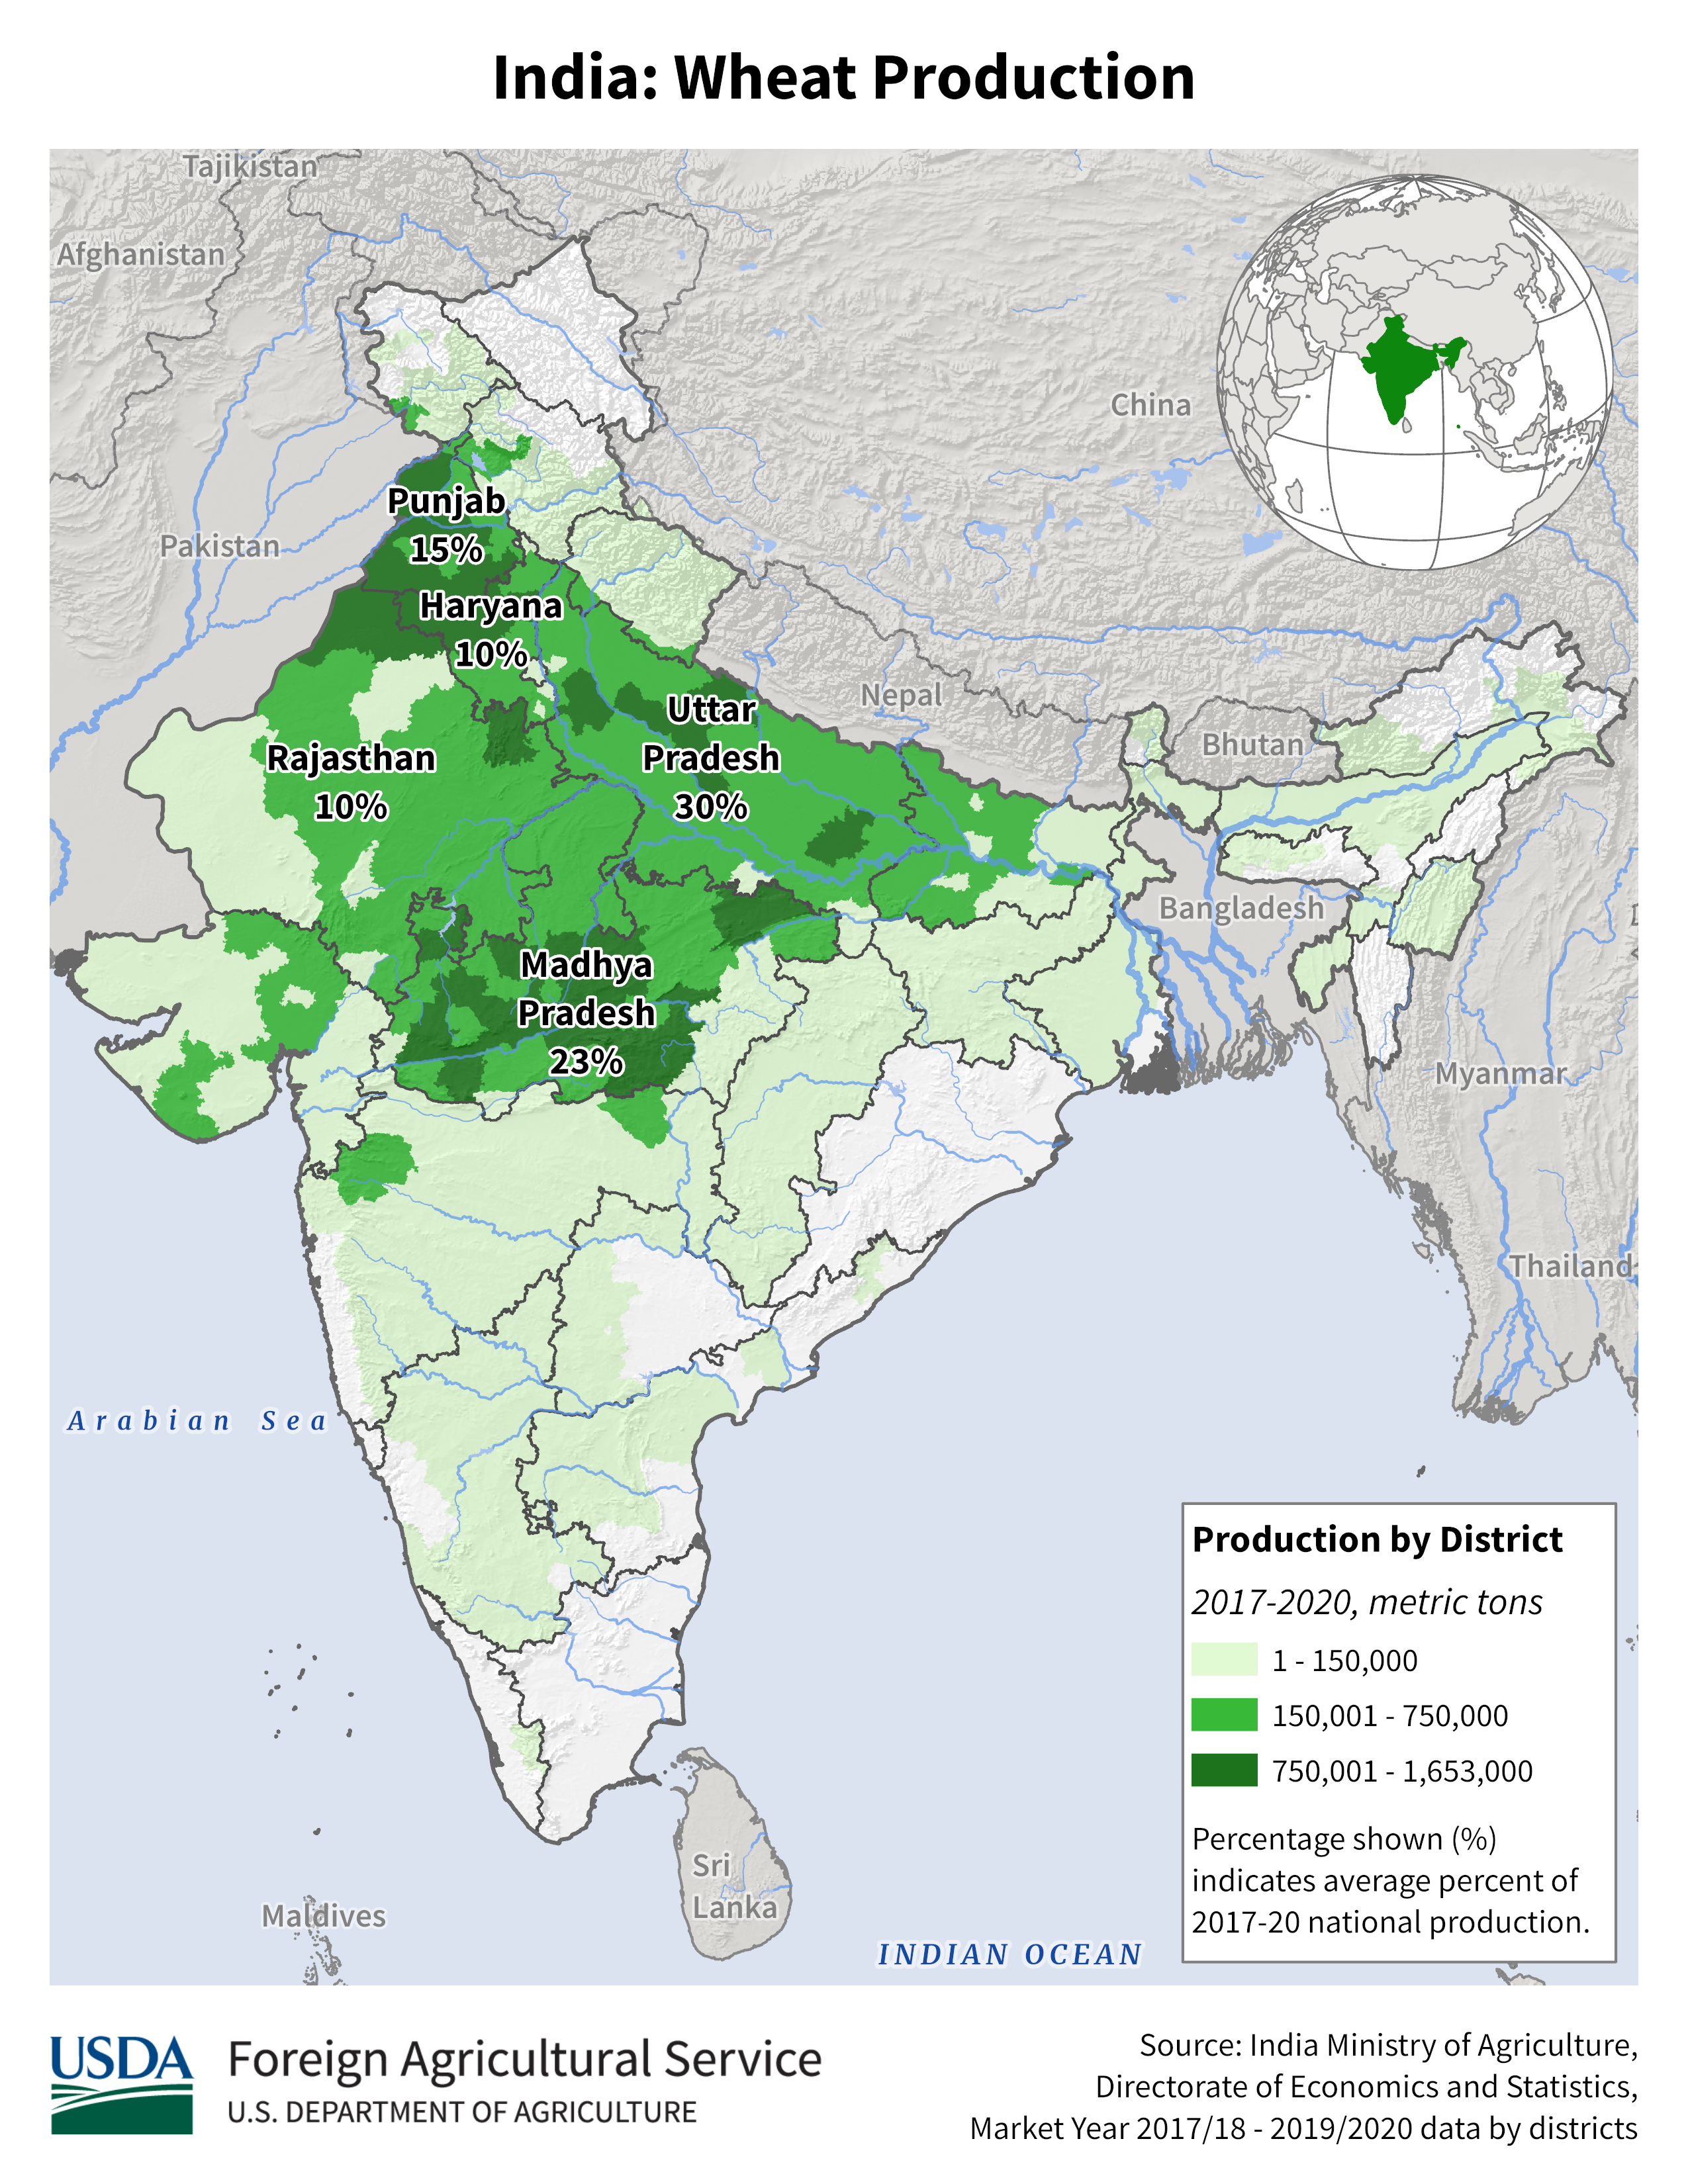 India: Wheat Production
Tajikistan
Afghanistan
China
Pakistan
Punjab
15%
Haryana
10%
Nepal
Uttar
Pradesh
30%
Bhutan
Rajasthan
10%
Bangladesh
Madhya
Pradesh
23%
Myanmar
Thailand
Arabian Sea
Sri
Lanka
Maldives
INDIAN OCEAN
Production by District
2017-2020, metric tons
1 - 150,000
150,001 - 750,000
750,001 - 1,653,000
Percentage shown (%)
indicates average percent of
2017-20 national production.
USDA
Foreign Agricultural Service
U.S. DEPARTMENT OF AGRICULTURE
Source: India Ministry of Agriculture,
Directorate of Economics and Statistics,
Market Year 2017/18 - 2019/2020 data by districts